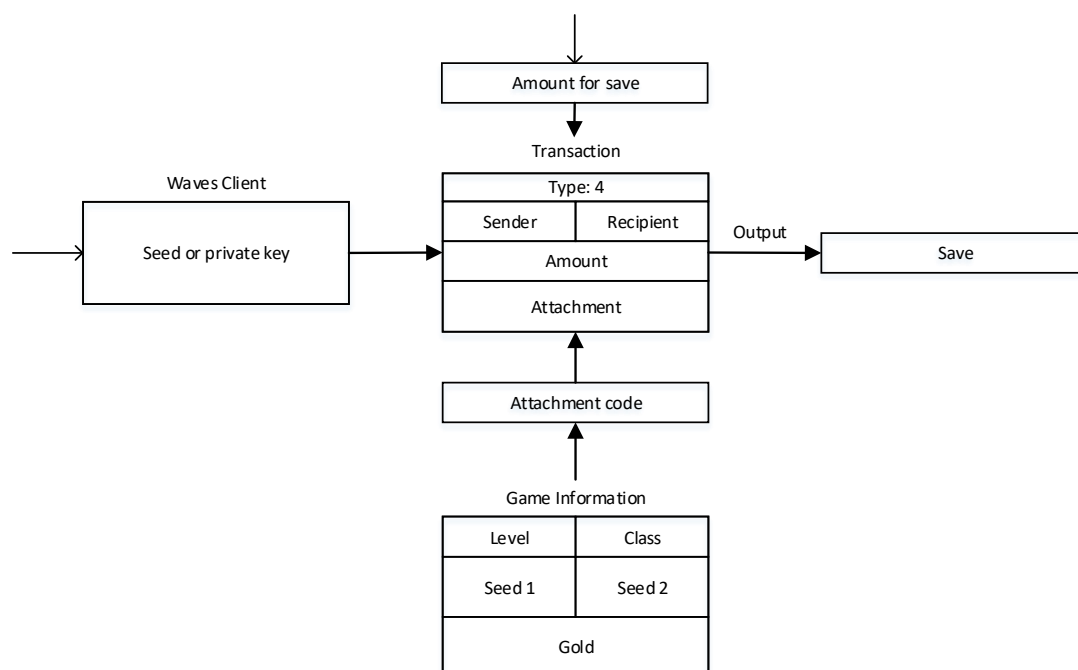 Amount for save
Transaction
Waves Client
Type: 4
Sender Recipient
Seed or private key
Amount
Output
Save
Attachment
Attachment code
Game Information
Level Class
Seed 1 Seed 2
Gold